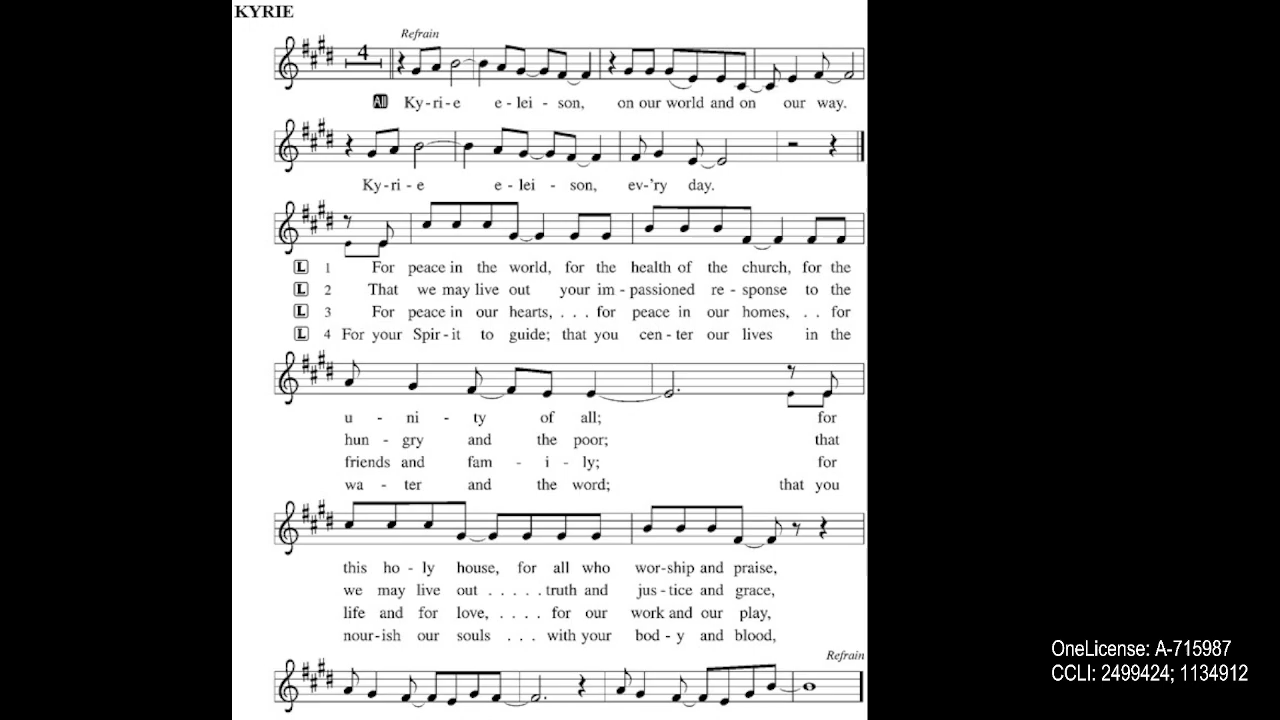 KYRIE
Refrain
4
All Ky-ri-e e-lei-son, on our world and on our way.
Ky-ri-e e-lei-son, ev-'ry day.
L 1 For peace in the world, for the health of the church, for the
L 2 That we may live out your im-passioned re-sponse to the
L 3 For peace in our hearts, . . . for peace in our homes, . . for
L 4 For your Spir-it to guide; that you cen-ter our lives in the
u - ni - ty of all; for
hun - gry and the poor; that
friends and fam - i - ly; for
wa - ter and the word; that you
this ho - ly house, for all who wor-ship and praise,
we may live out . . . . . truth and jus-tice and grace,
life and for love, . . . . for our work and our play,
nour-ish our souls . . . with your bod-y and blood,
Refrain
OneLicense: A-715987
CCLI: 2499424; 1134912